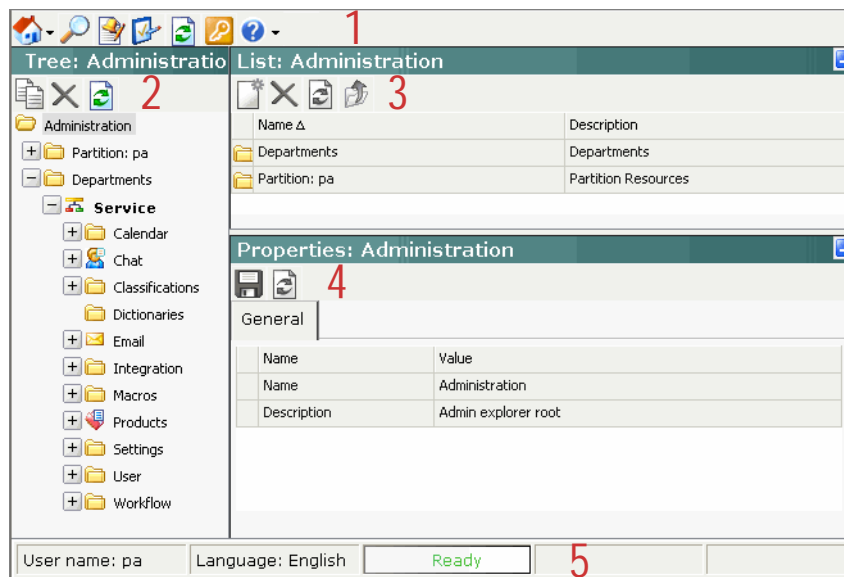 1
Tree: Administratio
2
Administration
Partition: pa
Departments
Service
Calendar
Chat
Classifications
Dictionaries
Email
Integration
Macros
Products
Settings
User
Workflow
List: Administration
3
Name Δ Description
Departments Departments
Partition: pa Partition Resources
Properties: Administration
4
General
Name Value
Name Administration
Description Admin explorer root
User name: pa Language: English Ready 5